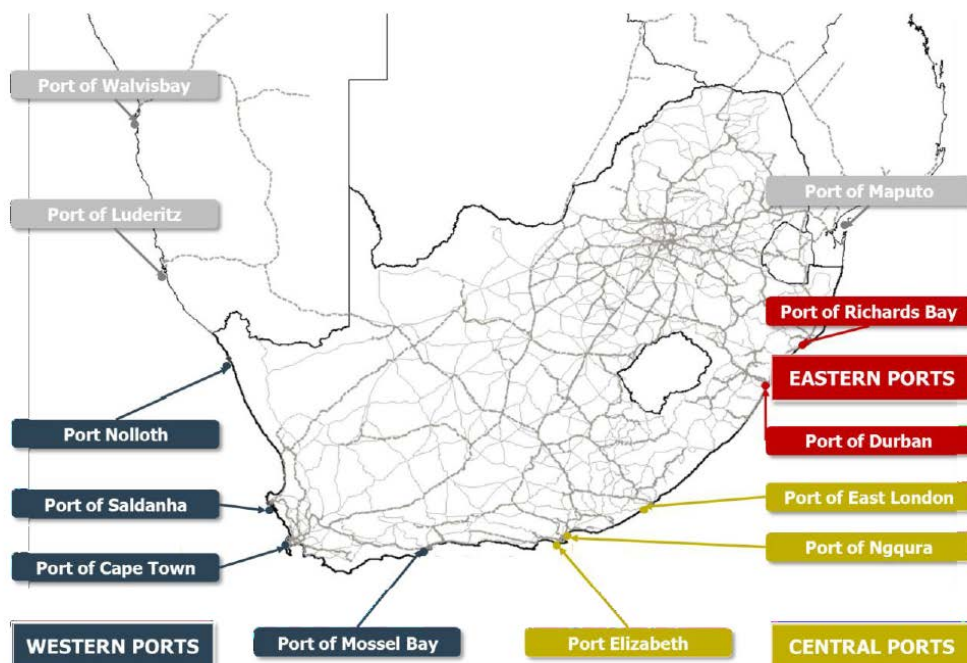 Port of Walvisbay
Port of Luderitz
Port of Maputo
Port of Richards Bay
EASTERN PORTS
Port Nolloth
Port of Durban
Port of Saldanha
Port of East London
Port of Cape Town
Port of Ngqura
WESTERN PORTS
Port of Mossel Bay
Port Elizabeth
CENTRAL PORTS